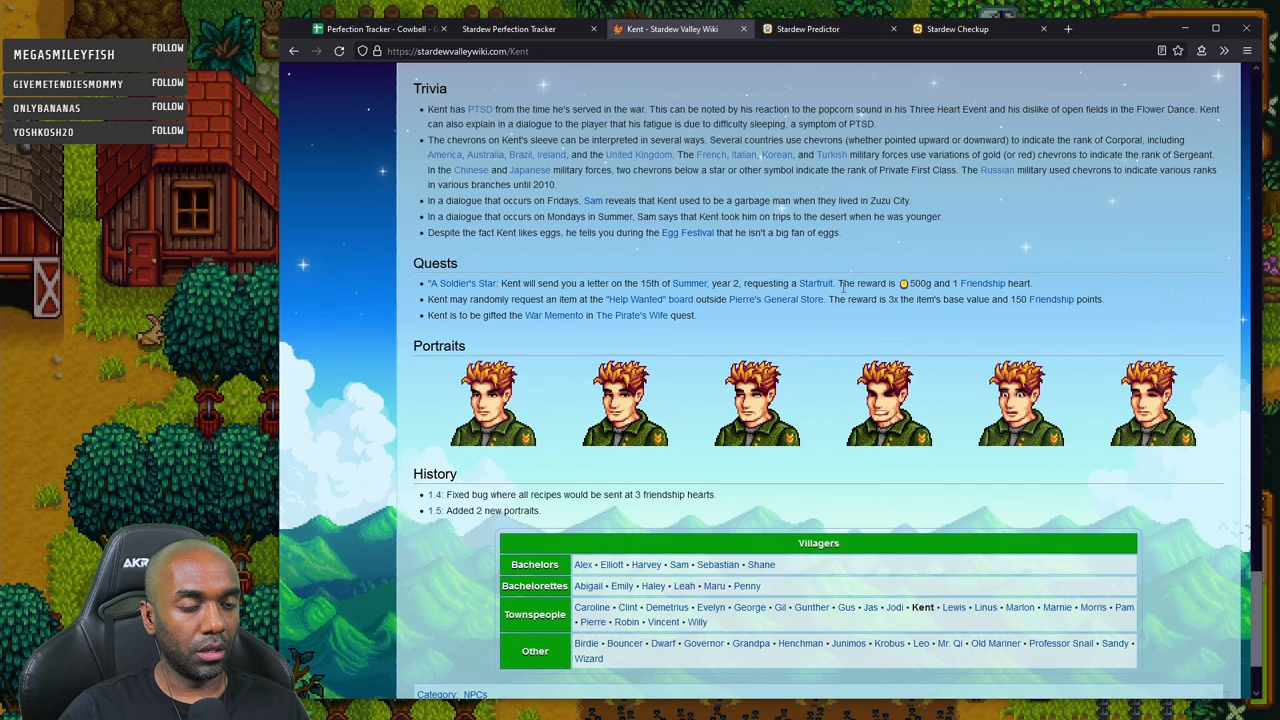 MEGASMILEYFISH FOLLOW
GIVEMETENDIESMOMMY FOLLOW
ONLYBANANAS FOLLOW
YOSHKOSH20 FOLLOW
Perfection Tracker - Cowbell - G
Stardew Perfection Tracker
Kent - Stardew Valley Wiki
Stardew Predictor
Stardew Checkup
https://stardewvalleywiki.com/Kent
Trivia
• Kent has PTSD from the time he's served in the war. This can be noted by his reaction to the popcorn sound in his Three Heart Event and his dislike of open fields in the Flower Dance. Kent
can also explain in a dialogue to the player that his fatigue is due to difficulty sleeping, a symptom of PTSD.
• The chevrons on Kent's sleeve can be interpreted in several ways. Several countries use chevrons (whether pointed upward or downward) to indicate the rank of Corporal, including
America, Australia, Brazil, Ireland, and the United Kingdom. The French, Italian, Korean, and Turkish military forces use variations of gold (or red) chevrons to indicate the rank of Sergeant.
In the Chinese and Japanese military forces, two chevrons below a star or other symbol indicate the rank of Private First Class. The Russian military used chevrons to indicate various ranks
in various branches until 2010.
• In a dialogue that occurs on Fridays, Sam reveals that Kent used to be a garbage man when they lived in Zuzu City.
• In a dialogue that occurs on Mondays in Summer, Sam says that Kent took him on trips to the desert when he was younger.
• Despite the fact Kent likes eggs, he tells you during the Egg Festival that he isn't a big fan of eggs.
Quests
• "A Soldier's Star: Kent will send you a letter on the 15th of Summer, year 2, requesting a Starfruit. The reward is 500g and 1 Friendship heart.
• Kent may randomly request an item at the "Help Wanted" board outside Pierre's General Store. The reward is 3x the item's base value and 150 Friendship points.
• Kent is to be gifted the War Memento in The Pirate's Wife quest.
Portraits
History
• 1.4: Fixed bug where all recipes would be sent at 3 friendship hearts.
• 1.5: Added 2 new portraits.
Villagers
Bachelors Alex • Elliott • Harvey • Sam • Sebastian • Shane
Bachelorettes Abigail • Emily • Haley • Leah • Maru • Penny
Townspeople Caroline • Clint • Demetrius • Evelyn • George • Gil • Gunther • Gus • Jas • Jodi • Kent • Lewis • Linus • Marlon • Marnie • Morris • Pam
• Pierre • Robin • Vincent • Willy
Other Birdie • Bouncer • Dwarf • Governor • Grandpa • Henchman • Junimos • Krobus • Leo • Mr. Qi • Old Mariner • Professor Snail • Sandy •
Wizard
Category: NPCs
AKR